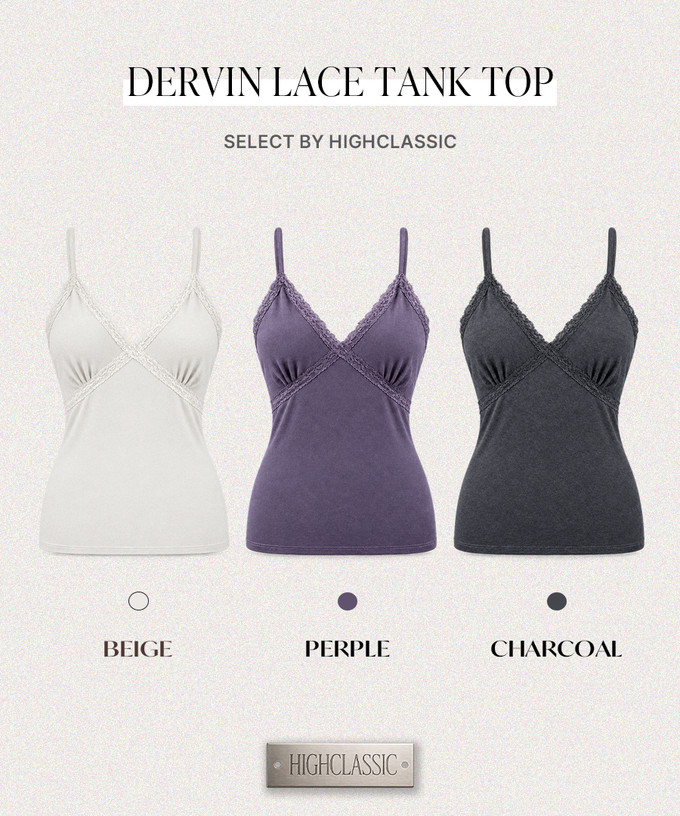 DERVIN LACE TANK TOP
SELECT BY HIGHCLASSIC
BEIGE
PERPLE
CHARCOAL
HIGHCLASSIC